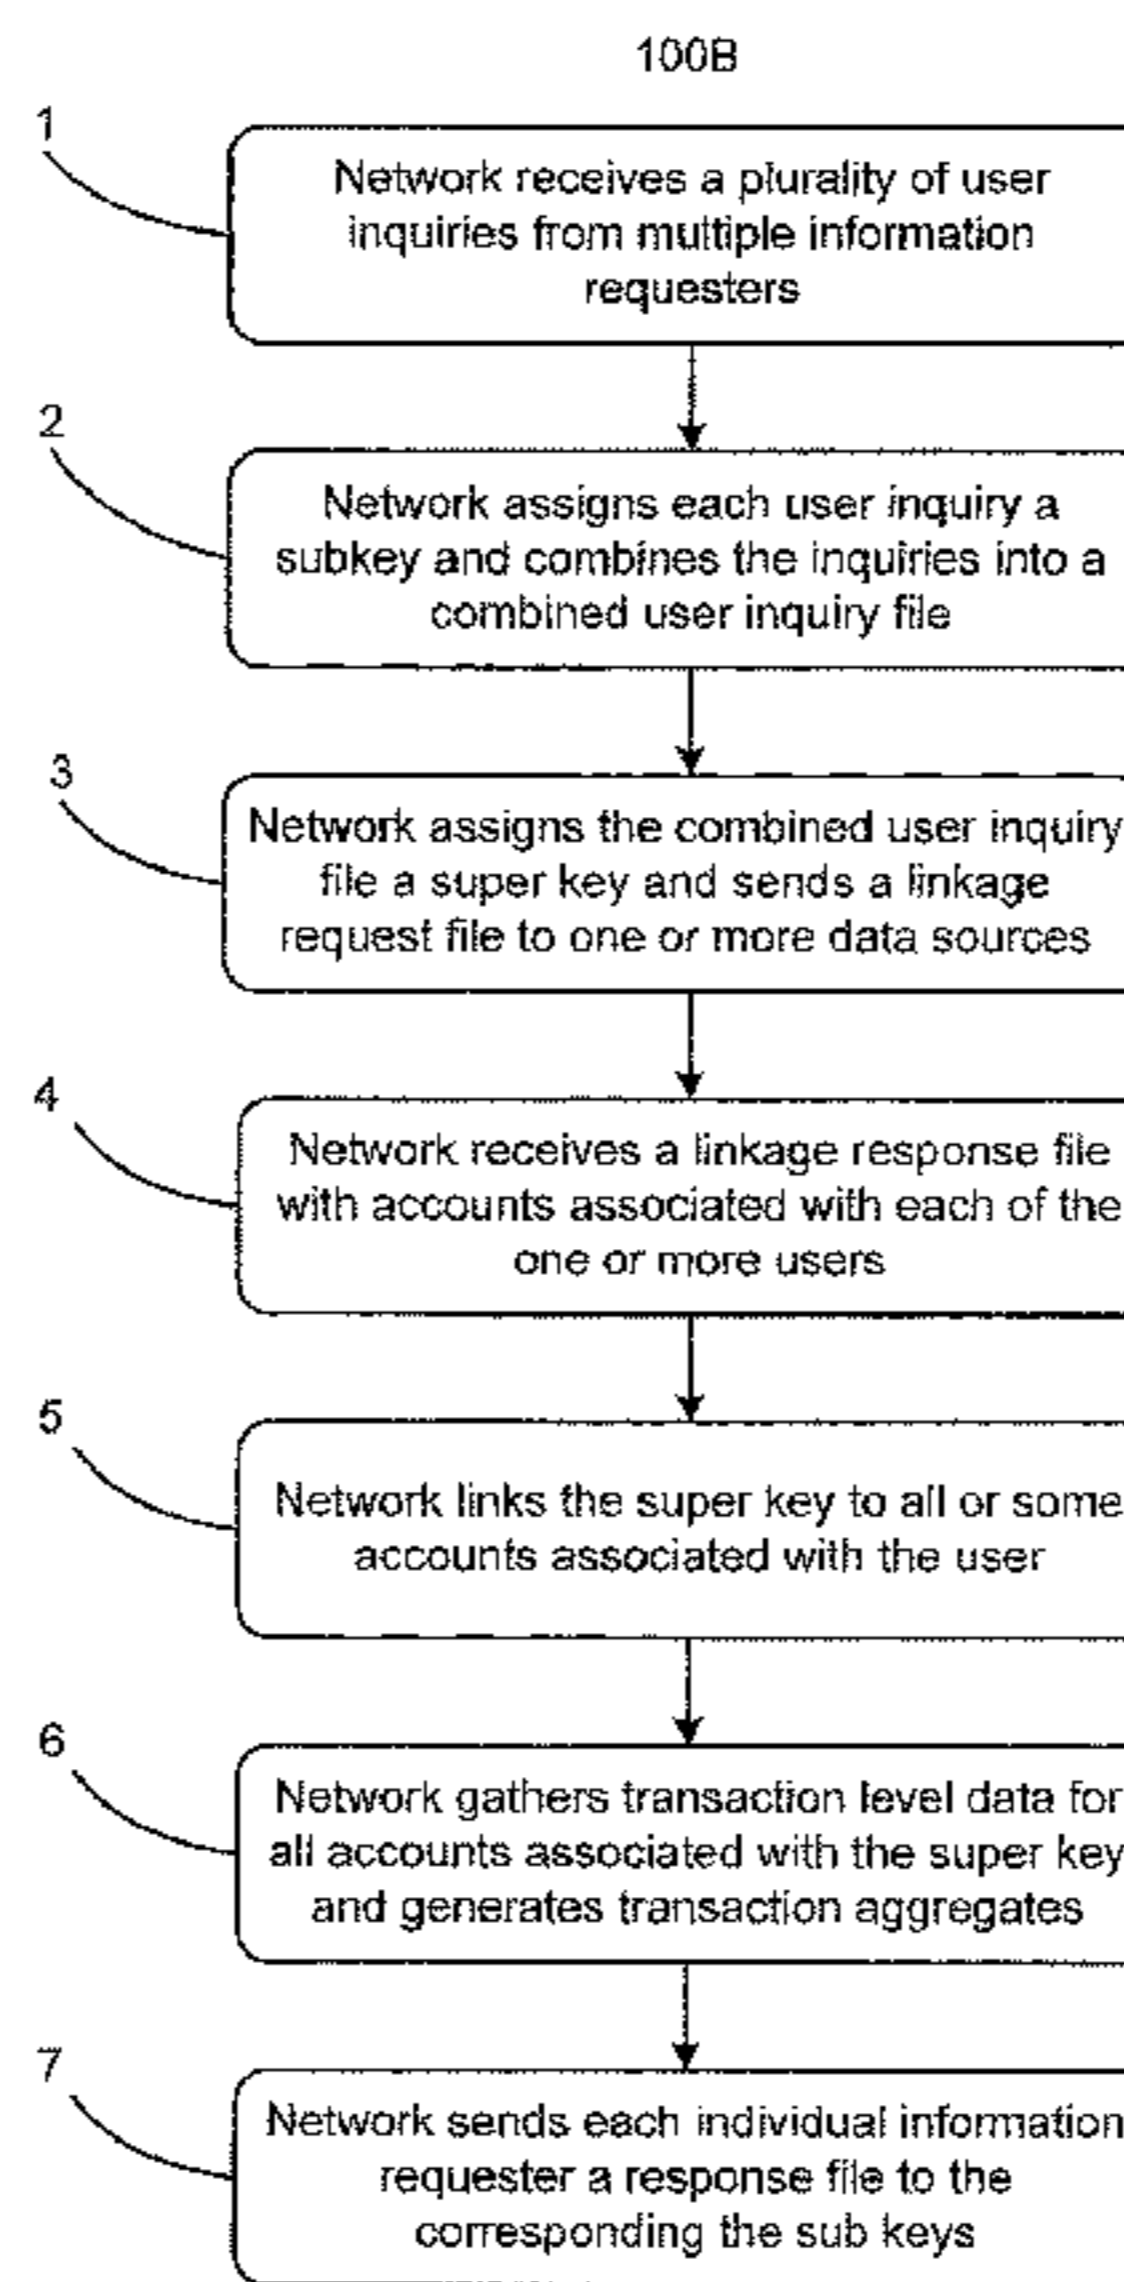 100B
1
Network receives a plurality of user
inquiries from multiple information
requesters
2
Network assigns each user inquiry a
subkey and combines the inquiries into a
combined user inquiry file
3
Network assigns the combined user inquiry
file a super key and sends a linkage
request file to one or more data sources
4
Network receives a linkage response file
with accounts associated with each of the
one or more users
5
Network links the super key to all or some
accounts associated with the user
6
Network gathers transaction level data for
all accounts associated with the super key
and generates transaction aggregates
7
Network sends each individual information
requester a response file to the
corresponding the sub keys